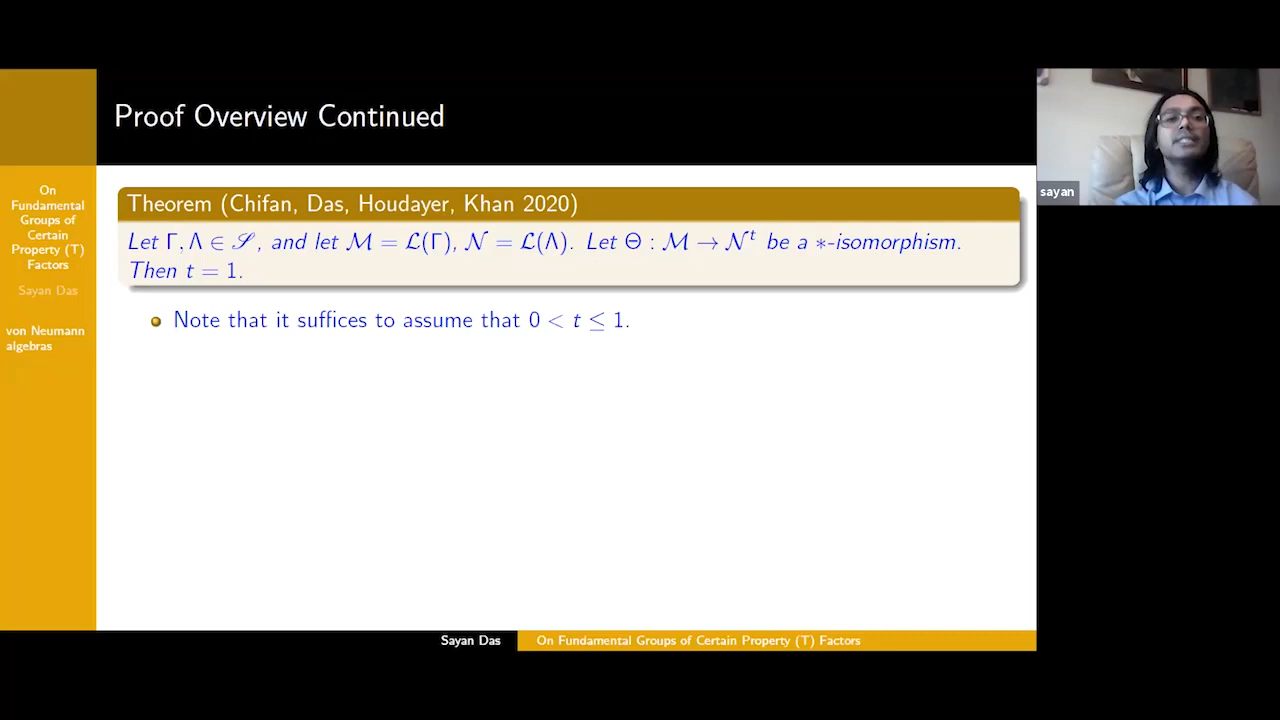 Proof Overview Continued
On
Fundamental
Groups of
Certain
Property (T)
Factors
Sayan Das
von Neumann
algebras
Theorem (Chifan, Das, Houdayer, Khan 2020)
Let Γ, Λ ∈ 𝒮, and let ℳ = ℒ(Γ), 𝒩 = ℒ(Λ). Let Θ : ℳ → 𝒩ᵗ be a ∗-isomorphism.
Then t = 1.
Note that it suffices to assume that 0 < t ≤ 1.
sayan
Sayan Das
On Fundamental Groups of Certain Property (T) Factors